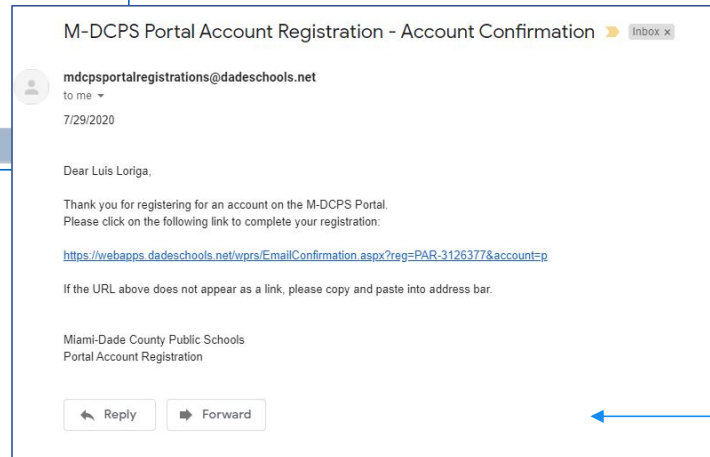 M-DCPS Portal Account Registration - Account Confirmation
Inbox x
mdcpsportalregistrations@dadeschools.net
to me
7/29/2020
Dear Luis Loriga,
Thank you for registering for an account on the M-DCPS Portal.
Please click on the following link to complete your registration:
https://webapps.dadeschools.net/wprs/EmailConfirmation.aspx?reg=PAR-3126377&account=p
If the URL above does not appear as a link, please copy and paste into address bar.
Miami-Dade County Public Schools
Portal Account Registration
Reply Forward